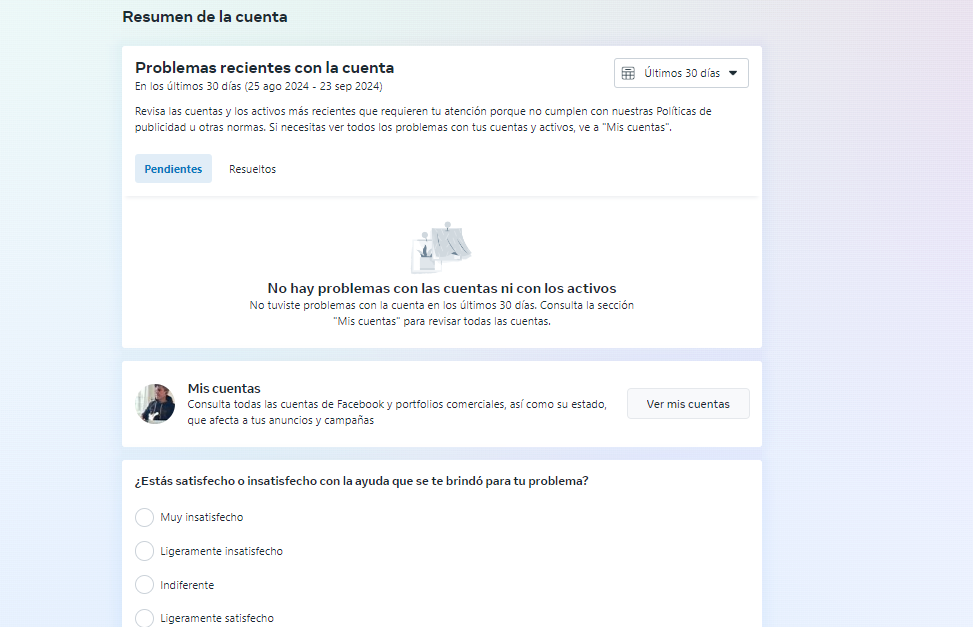 Resumen de la cuenta
Problemas recientes con la cuenta
En los últimos 30 días (25 ago 2024 - 23 sep 2024)
Últimos 30 días
Revisa las cuentas y los activos más recientes que requieren tu atención porque no cumplen con nuestras Políticas de
publicidad u otras normas. Si necesitas ver todos los problemas con tus cuentas y activos, ve a "Mis cuentas".
Pendientes
Resueltos
No hay problemas con las cuentas ni con los activos
No tuviste problemas con la cuenta en los últimos 30 días. Consulta la sección
"Mis cuentas" para revisar todas las cuentas.
Mis cuentas
Consulta todas las cuentas de Facebook y portfolios comerciales, así como su estado,
que afecta a tus anuncios y campañas
Ver mis cuentas
¿Estás satisfecho o insatisfecho con la ayuda que se te brindó para tu problema?
Muy insatisfecho
Ligeramente insatisfecho
Indiferente
Ligeramente satisfecho